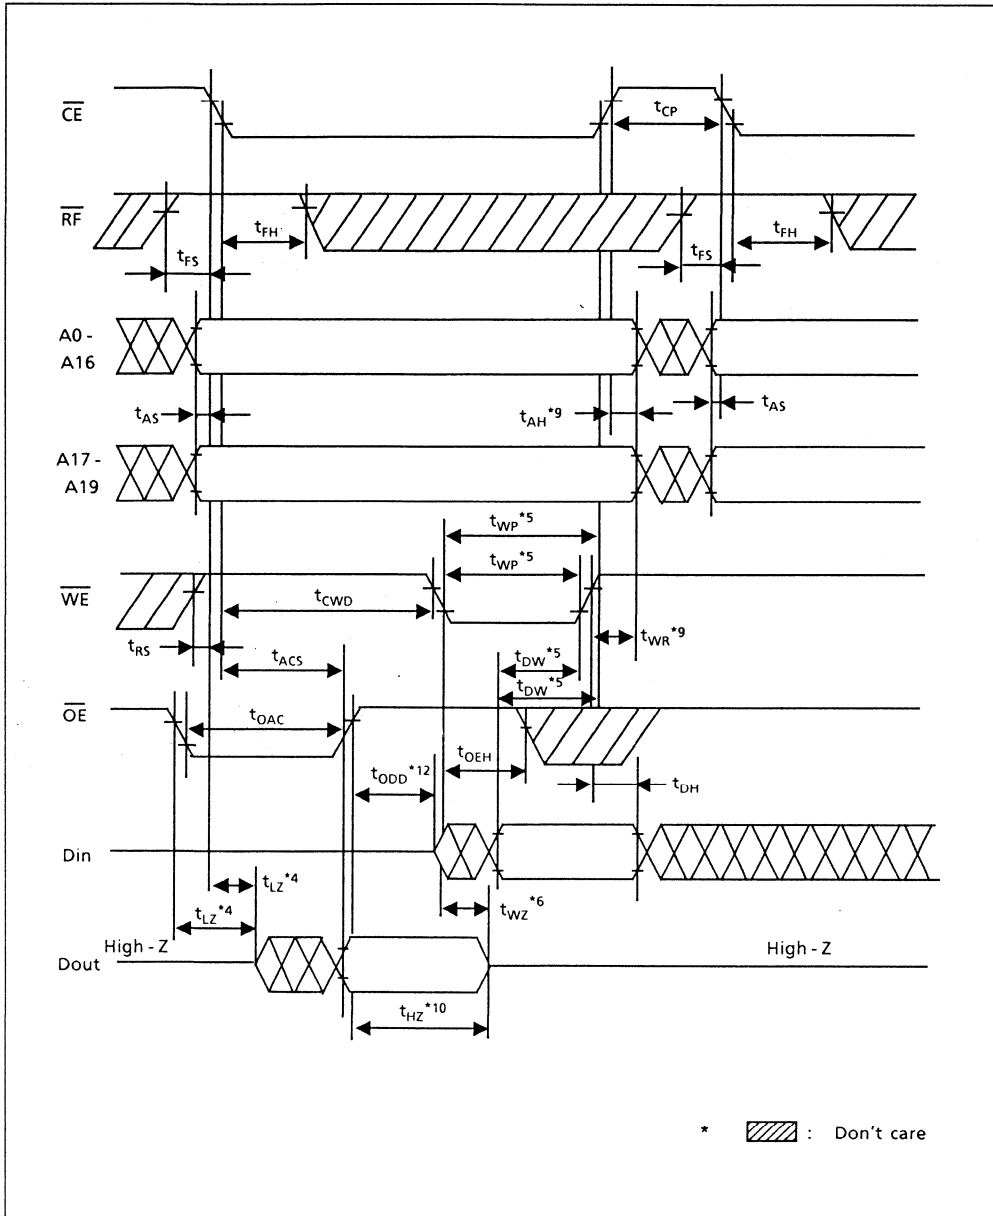 CE
tCP
RF
tFH
tFH
tFS
tFS
A0 -
A16
tAS
tAH*9
tAS
A17 -
A19
tWP*5
tWP*5
WE
tCWD
tRS
tWR*9
tACS
tDW*5
tDW*5
OE
tOAC
tOEH
tODD*12
tDH
Din
tLZ*4
tLZ*4
tWZ*6
High - Z
High - Z
Dout
tHZ*10
* : Don't care